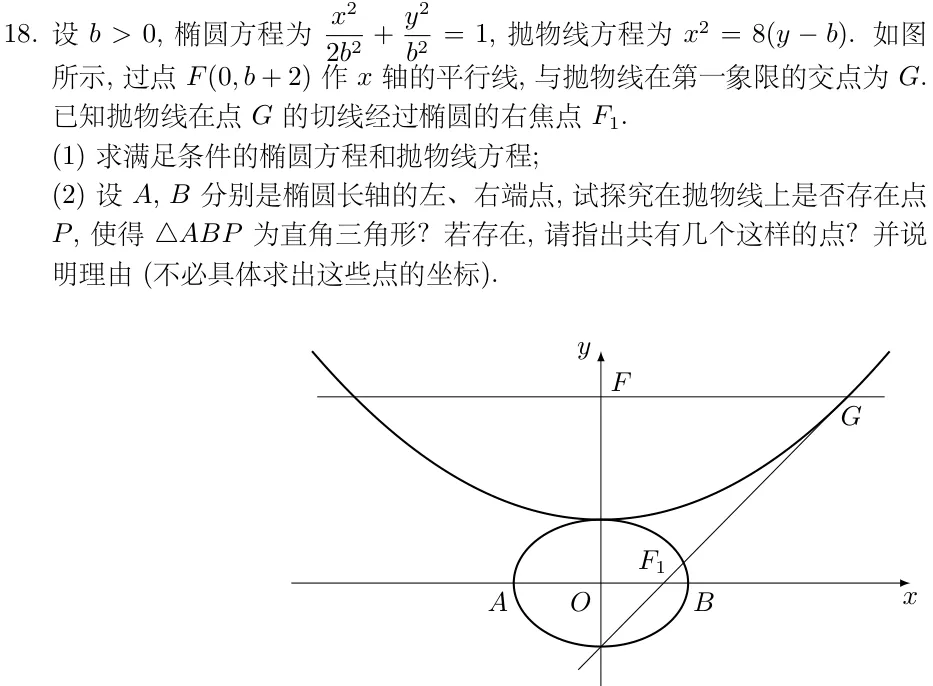 18. 设 b > 0, 椭圆方程为 x²/2b² + y²/b² = 1, 抛物线方程为 x² = 8(y − b). 如图
所示, 过点 F(0, b + 2) 作 x 轴的平行线, 与抛物线在第一象限的交点为 G.
已知抛物线在点 G 的切线经过椭圆的右焦点 F₁.
(1) 求满足条件的椭圆方程和抛物线方程;
(2) 设 A, B 分别是椭圆长轴的左、右端点, 试探究在抛物线上是否存在点
P, 使得 △ABP 为直角三角形? 若存在, 请指出共有几个这样的点? 并说
明理由 (不必具体求出这些点的坐标).
y
F
G
F₁
A
O
B
x